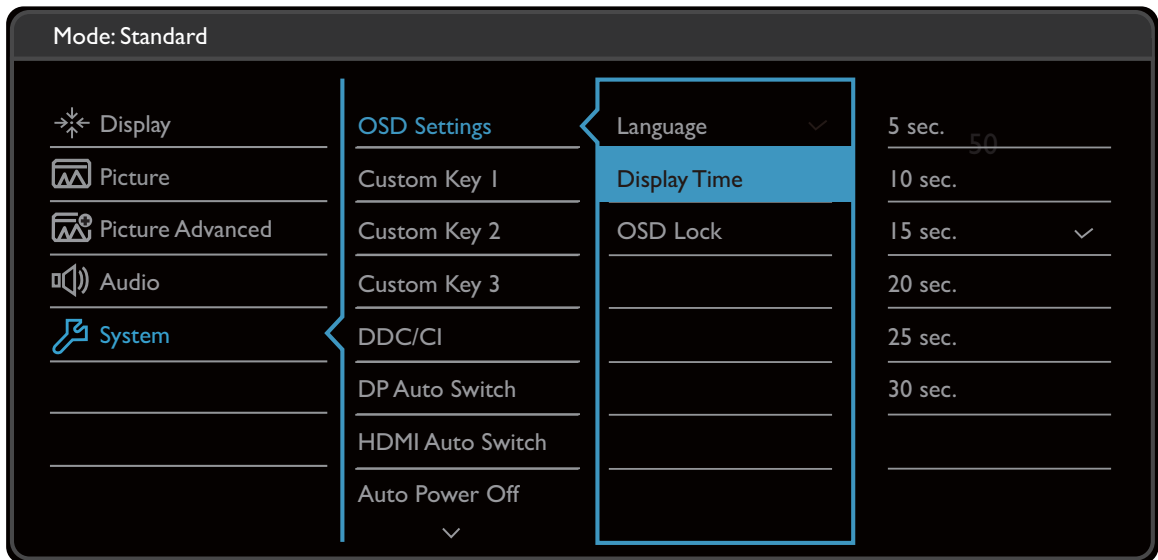 Mode: Standard
Display
Picture
Picture Advanced
Audio
System
OSD Settings
Custom Key 1
Custom Key 2
Custom Key 3
DDC/CI
DP Auto Switch
HDMI Auto Switch
Auto Power Off
Language
Display Time
OSD Lock
5 sec.
50
10 sec.
15 sec.
20 sec.
25 sec.
30 sec.